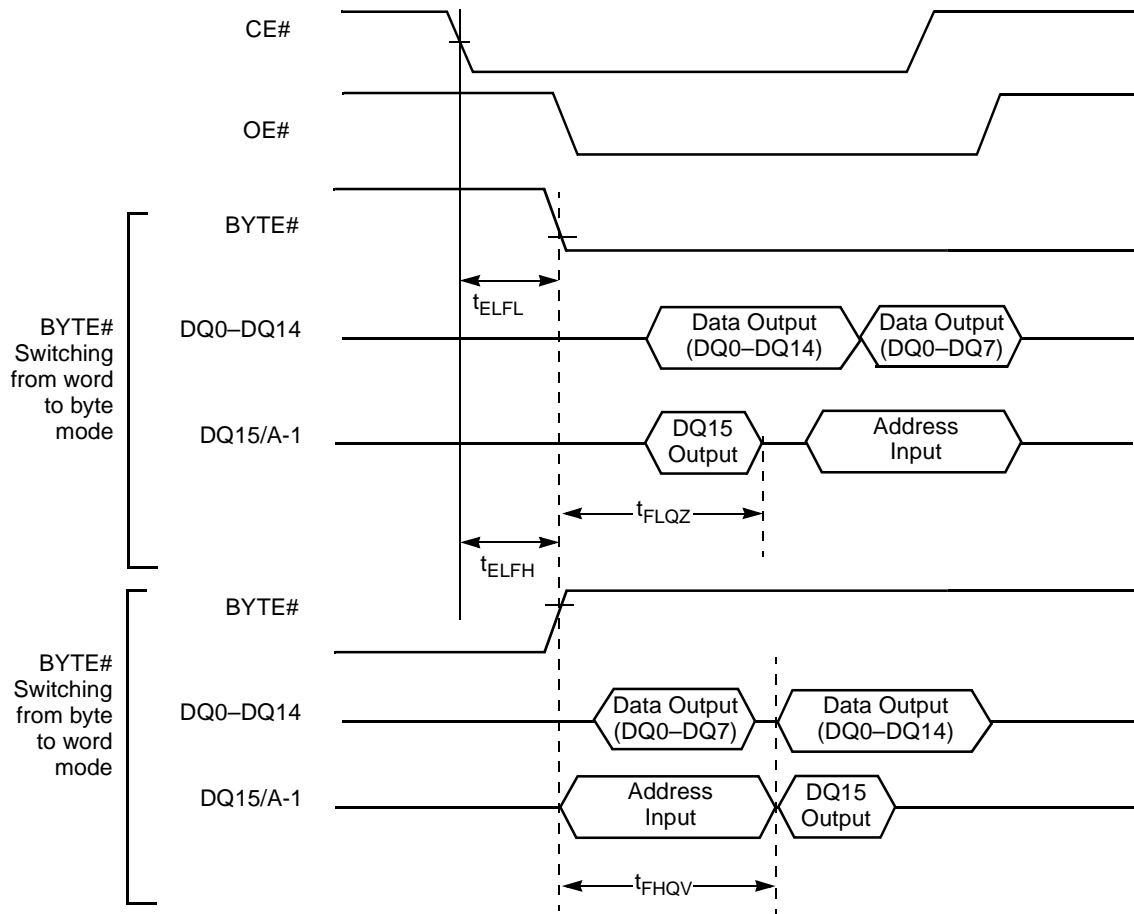 CE#
OE#
BYTE#
tELFL
BYTE#
Switching
from word
to byte
mode
DQ0–DQ14
Data Output
(DQ0–DQ14)
Data Output
(DQ0–DQ7)
DQ15/A-1
DQ15
Output
Address
Input
tFLQZ
tELFH
BYTE#
BYTE#
Switching
from byte
to word
mode
DQ0–DQ14
Data Output
(DQ0–DQ7)
Data Output
(DQ0–DQ14)
DQ15/A-1
Address
Input
DQ15
Output
tFHQV